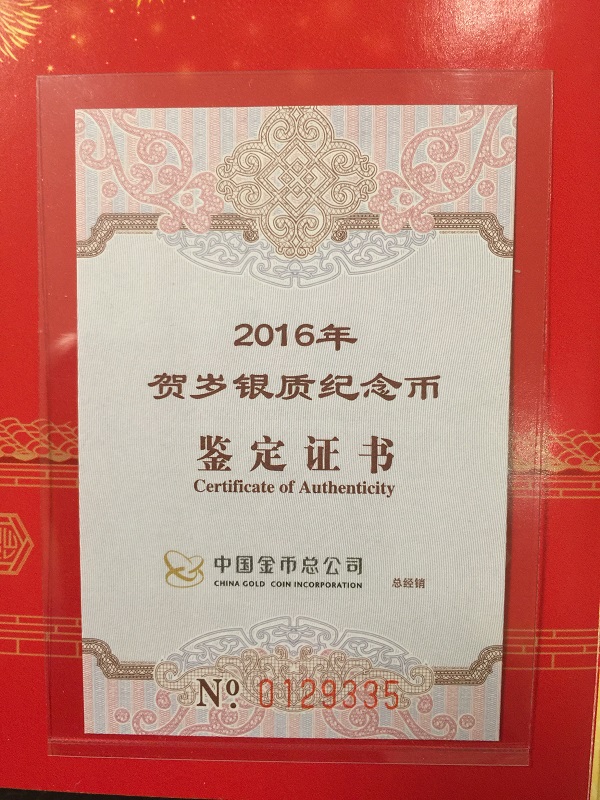 2016年
贺岁银质纪念币
鉴定证书
Certificate of Authenticity
中国金币总公司
CHINA GOLD COIN INCORPORATION
总经销
Nº. 0129335